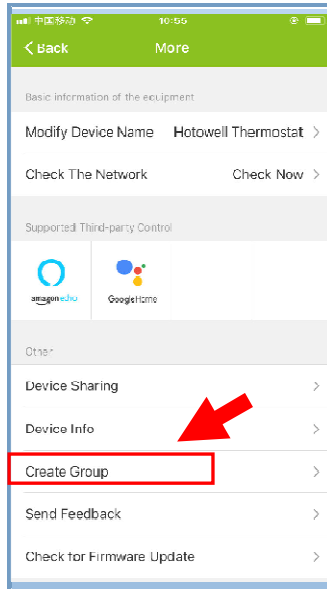 中国移动 10:55
Back More
Basic information of the equipment
Modify Device Name Hotowell Thermostat
Check The Network Check Now
Supported Third-party Control
amazon echo Google Home
Other
Device Sharing
Device Info
Create Group
Send Feedback
Check for Firmware Update